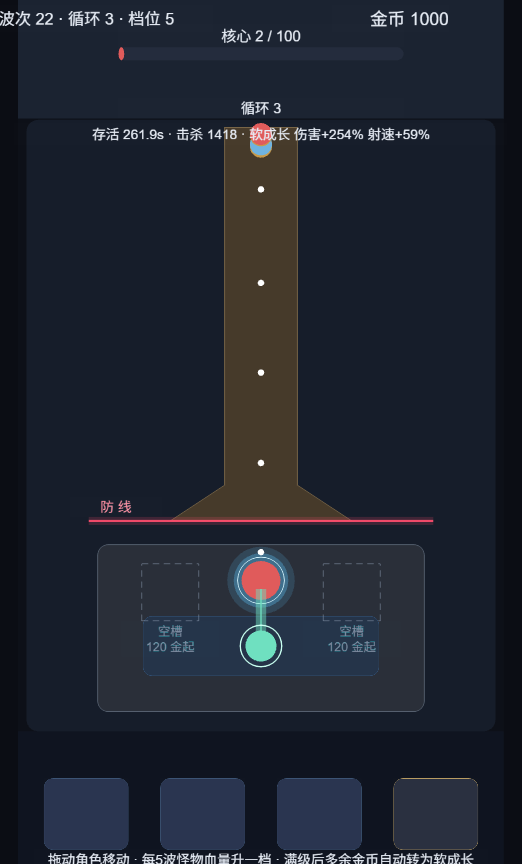 波次 22 · 循环 3 · 档位 5
金币 1000
核心 2 / 100
循环 3
存活 261.9s · 击杀 1418 · 软成长 伤害+254% 射速+59%
防 线
空槽
120 金起
空槽
120 金起
拖动角色移动 · 每5波怪物血量升一档 · 满级后多余金币自动转为软成长